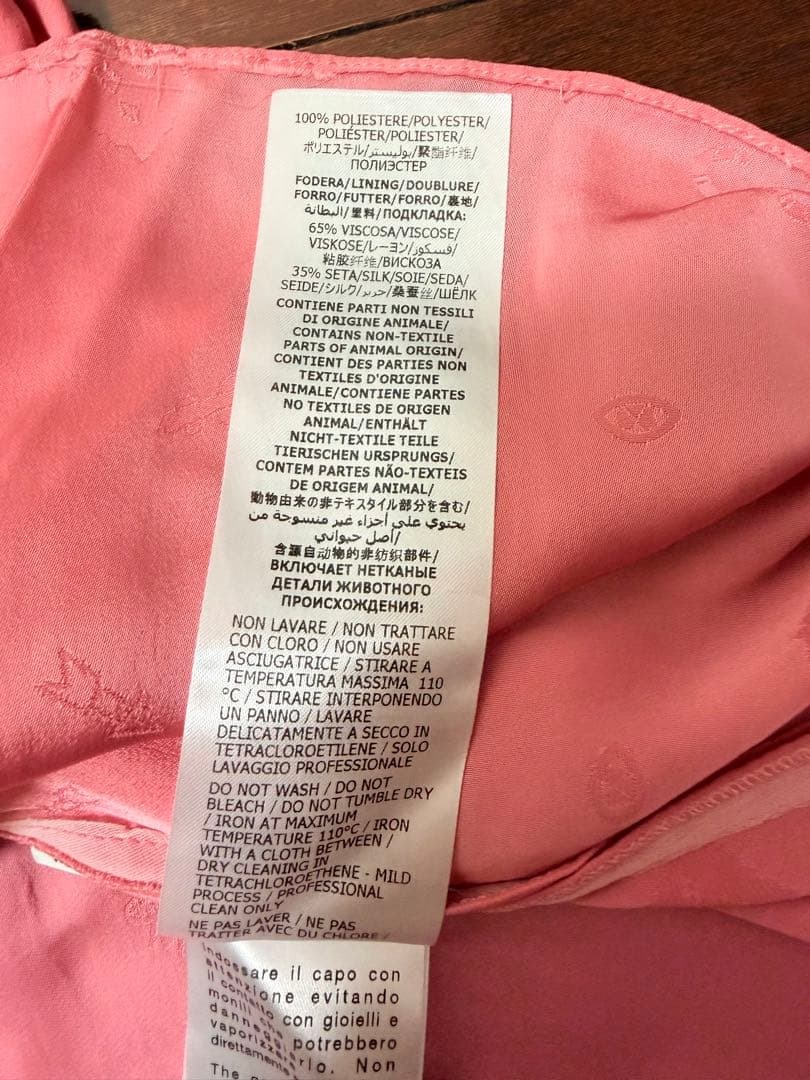 100% POLIESTERE/POLYESTER/
POLIÉSTER/POLIESTER/
ポリエステル/بوليستر/聚酯纤维/
ПОЛИЭСТЕР
FODERA/LINING/DOUBLURE/
FORRO/FUTTER/FORRO/裏地/
البطانة/里料/ПОДКЛАДКА:
65% VISCOSA/VISCOSE/
VISKOSE/レーヨン/فسكوز/
粘胶纤维/ВИСКОЗА
35% SETA/SILK/SOIE/SEDA/
SEIDE/シルク/حرير/桑蚕丝/ШЁЛК
CONTIENE PARTI NON TESSILI
DI ORIGINE ANIMALE/
CONTAINS NON-TEXTILE
PARTS OF ANIMAL ORIGIN/
CONTIENT DES PARTIES NON
TEXTILES D'ORIGINE
ANIMALE/CONTIENE PARTES
NO TEXTILES DE ORIGEN
ANIMAL/ENTHÄLT
NICHT-TEXTILE TEILE
TIERISCHEN URSPRUNGS/
CONTEM PARTES NÃO-TEXTEIS
DE ORIGEM ANIMAL/
動物由来の非テキスタイル部分を含む/
يحتوي على أجزاء غير منسوجة من
أصل حيواني/
含源自动物的非纺织部件/
ВКЛЮЧАЕТ НЕТКАНЫЕ
ДЕТАЛИ ЖИВОТНОГО
ПРОИСХОЖДЕНИЯ:
NON LAVARE / NON TRATTARE
CON CLORO / NON USARE
ASCIUGATRICE / STIRARE A
TEMPERATURA MASSIMA 110
°C / STIRARE INTERPONENDO
UN PANNO / LAVARE
DELICATAMENTE A SECCO IN
TETRACLOROETILENE / SOLO
LAVAGGIO PROFESSIONALE
DO NOT WASH / DO NOT
BLEACH / DO NOT TUMBLE DRY
/ IRON AT MAXIMUM
TEMPERATURE 110°C / IRON
WITH A CLOTH BETWEEN /
DRY CLEANING IN
TETRACHLOROETHENE - MILD
PROCESS / PROFESSIONAL
CLEAN ONLY
NE PAS LAVER / NE PAS
TRAITER AVEC DU CHLORE /
Indossare il capo con
attenzione evitando
il contatto con gioielli e
monili che potrebbero
danneggiarlo. Non
direttamente
The